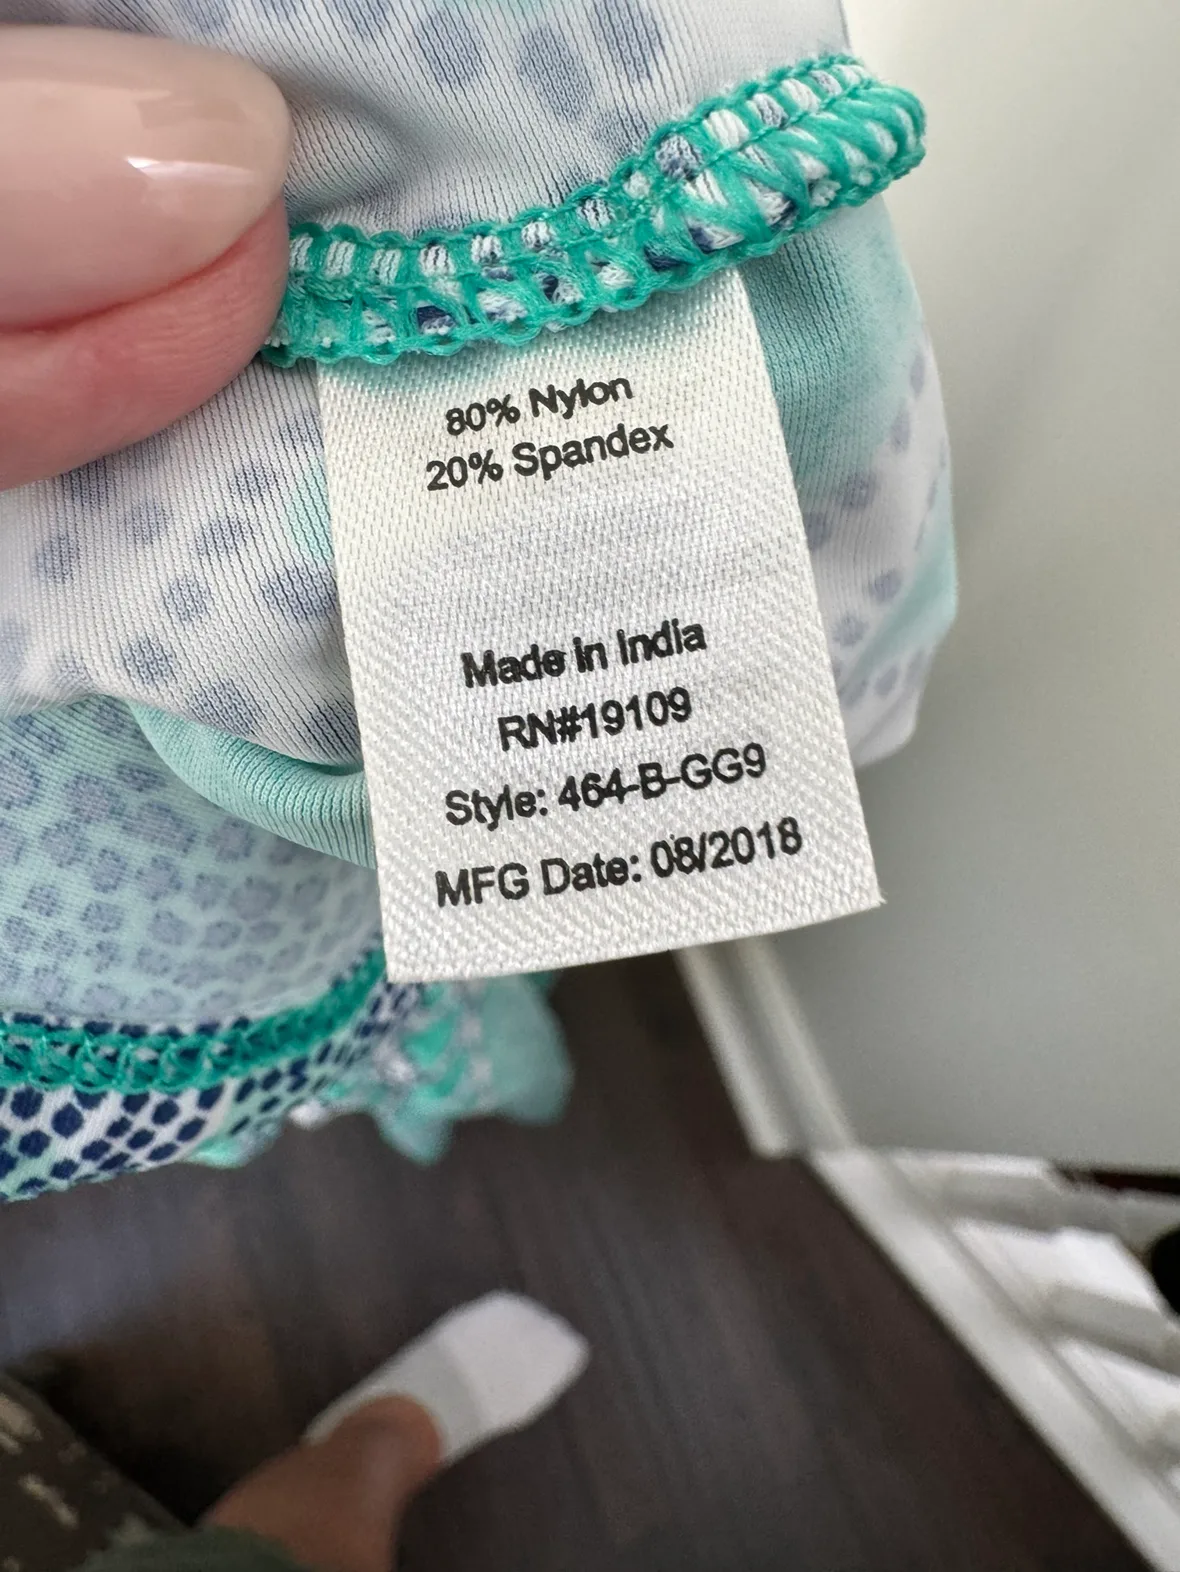 80% Nylon
20% Spandex
Made in India
RN#19109
Style: 464-B-GG9
MFG Date: 08/2018